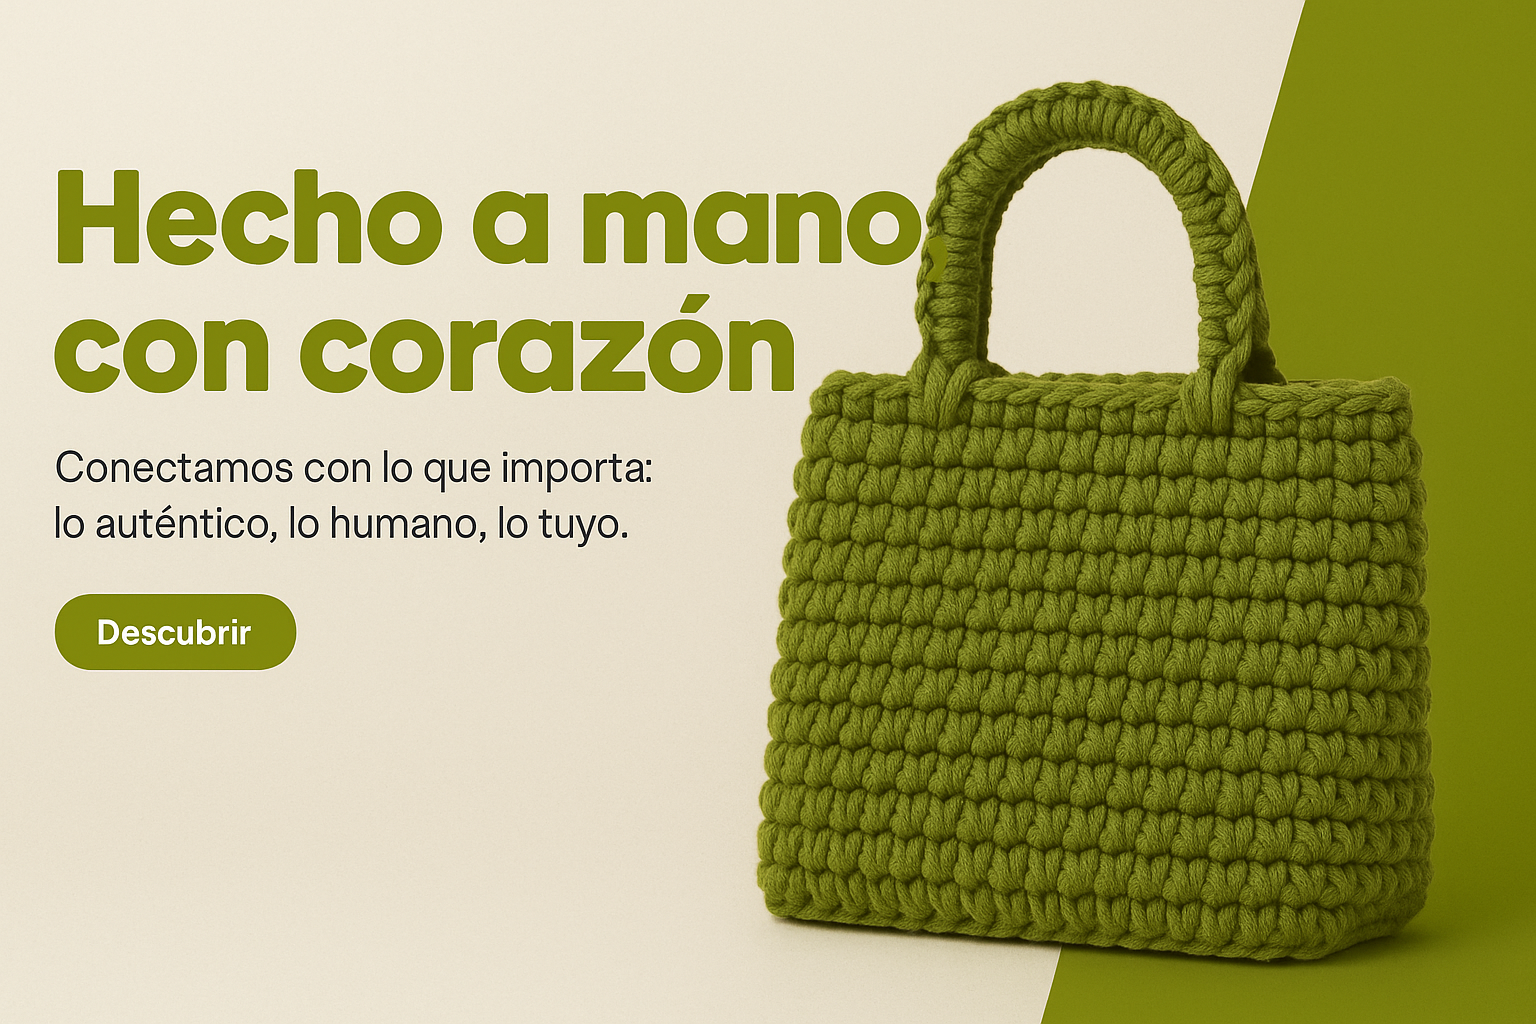 Hecho a mano,
con corazón
Conectamos con lo que importa:
lo auténtico, lo humano, lo tuyo.
Descubrir